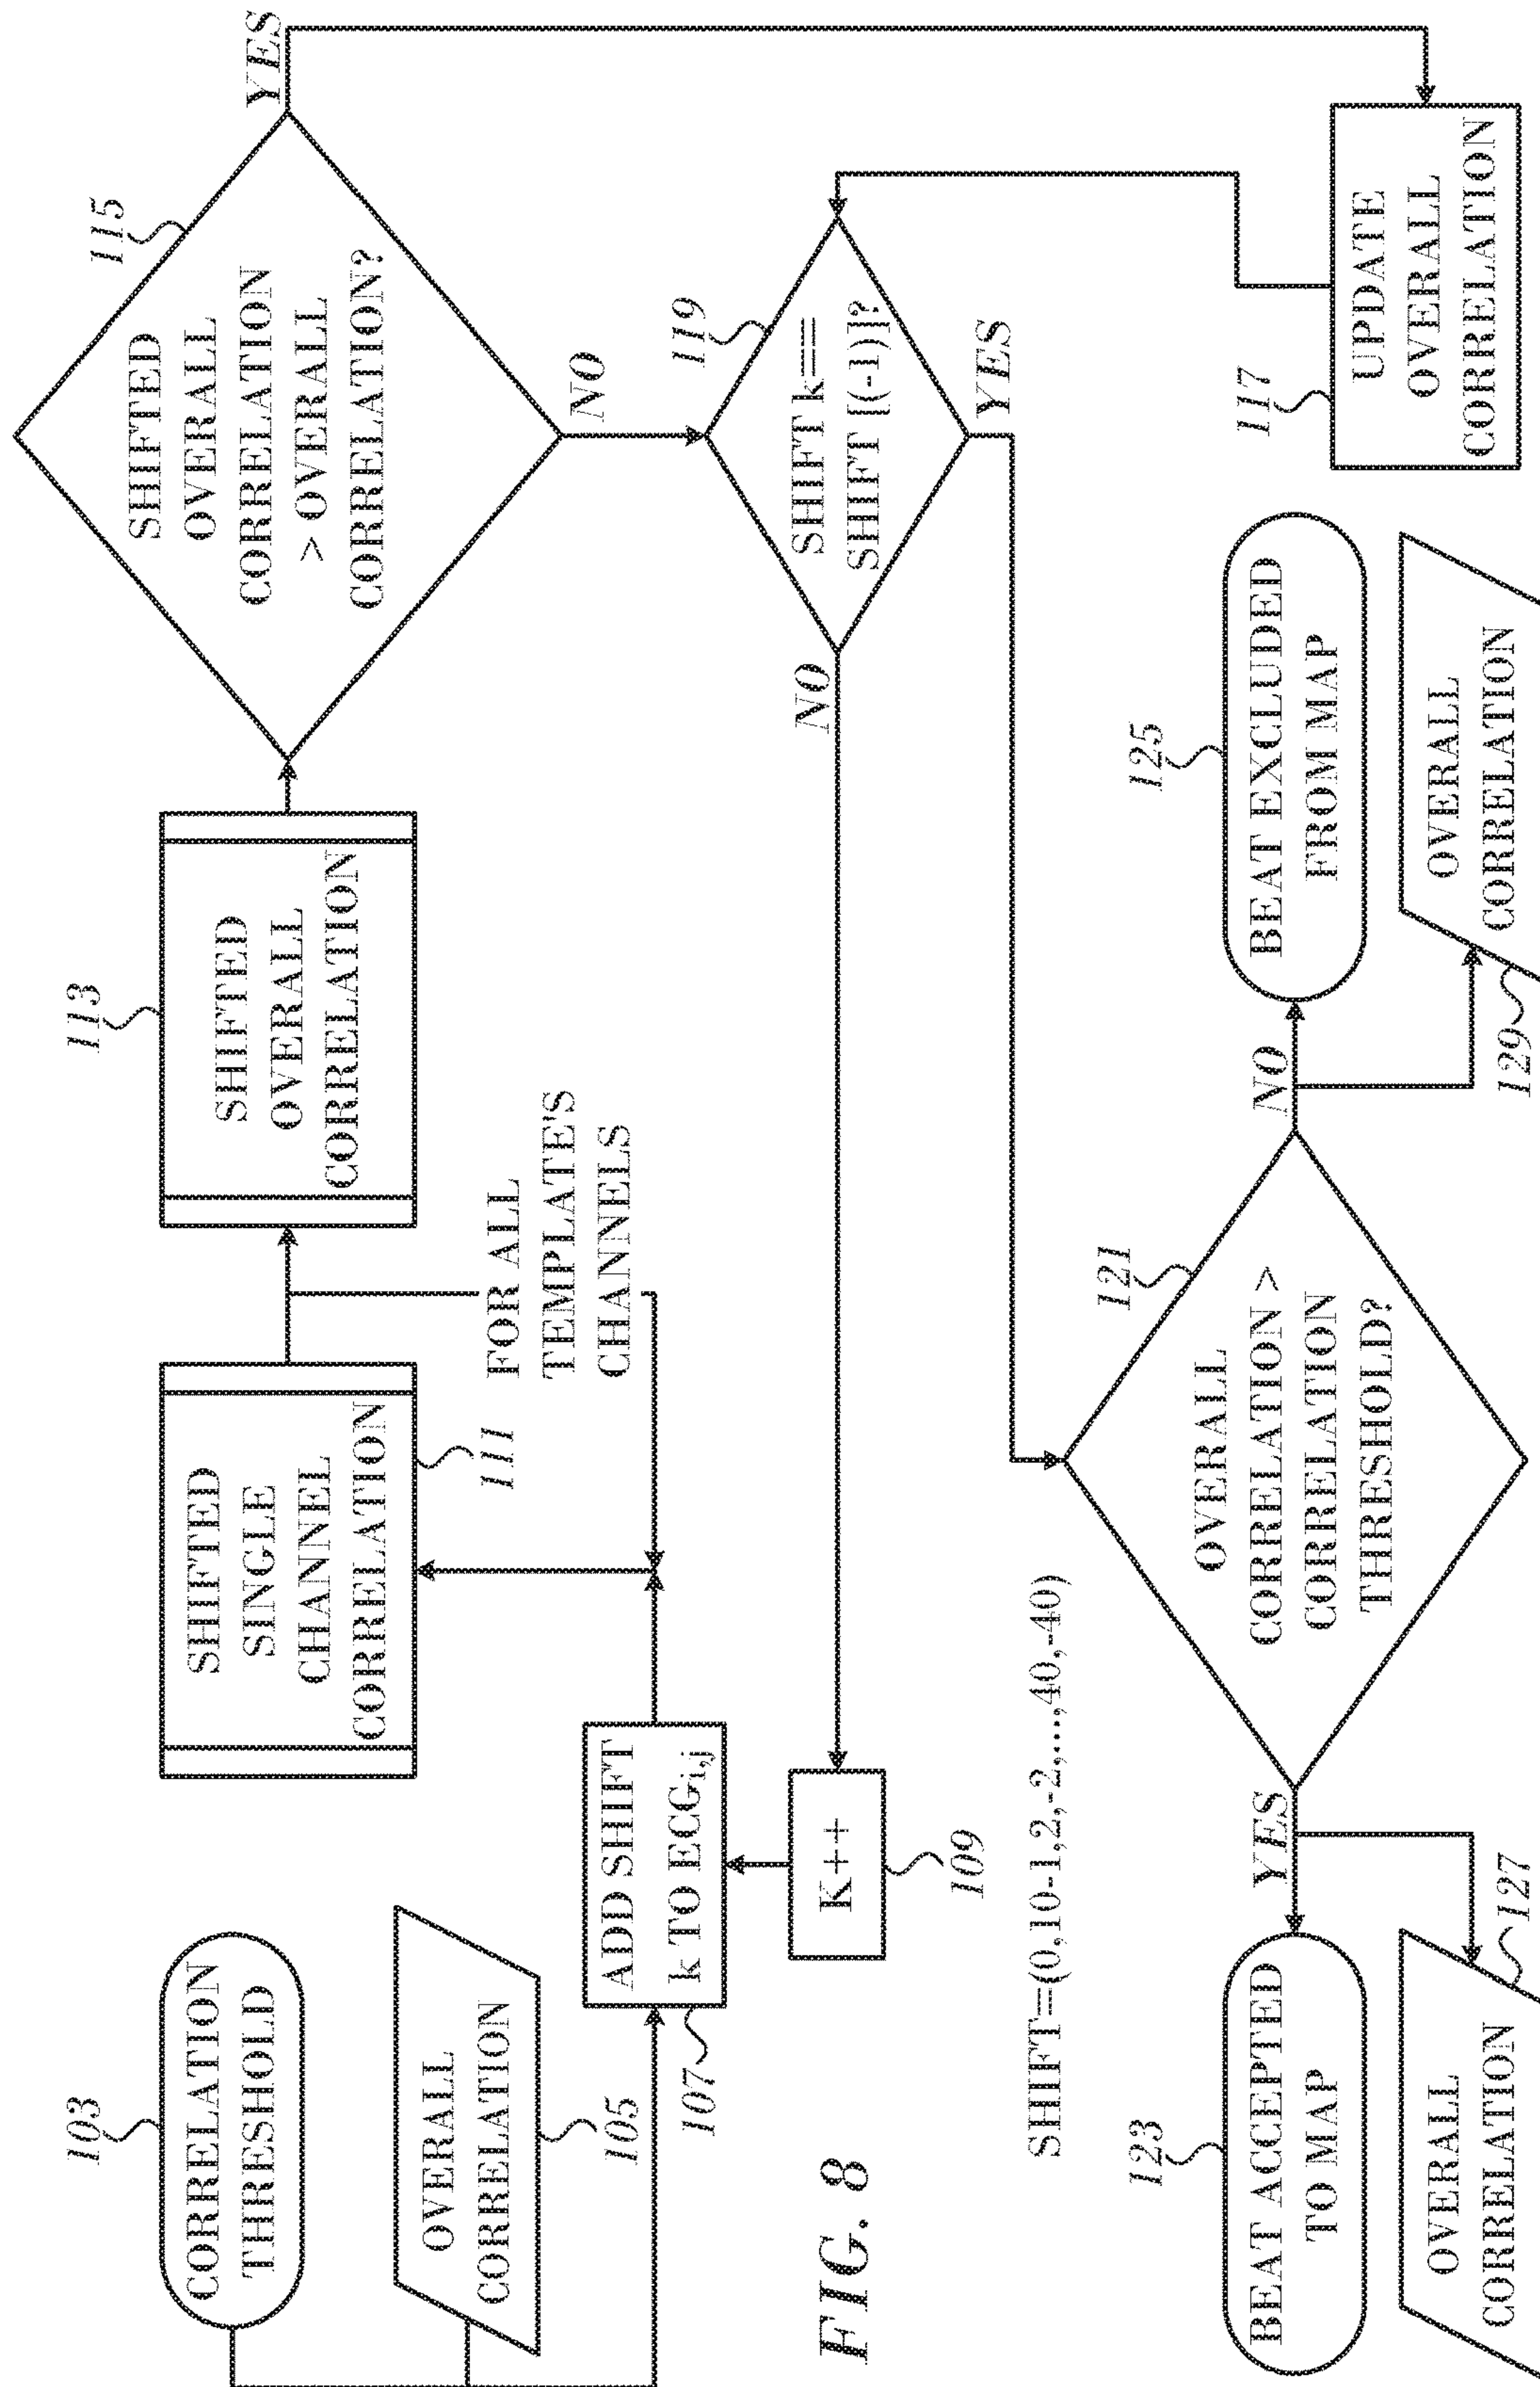 103
CORRELATION
THRESHOLD
OVERALL
CORRELATION
105
ADD SHIFT
k TO ECGi,j
107
K++
109
SHIFTED
SINGLE
CHANNEL
CORRELATION
111
FOR ALL
TEMPLATE'S
CHANNELS
113
SHIFTED
OVERALL
CORRELATION
115
SHIFTED
OVERALL
CORRELATION
> OVERALL
CORRELATION?
YES
NO
119
SHIFT k==
SHIFT [(-1)]?
NO
YES
117
UPDATE
OVERALL
CORRELATION
FIG. 8
SHIFT=(0,10-1,2,-2,...,40,-40)
121
OVERALL
CORRELATION >
CORRELATION
THRESHOLD?
YES
NO
123
BEAT ACCEPTED
TO MAP
OVERALL
CORRELATION
127
125
BEAT EXCLUDED
FROM MAP
OVERALL
CORRELATION
129